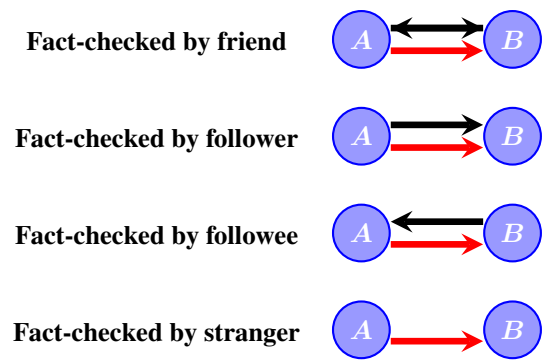 Fact-checked by friend A B
Fact-checked by follower A B
Fact-checked by followee A B
Fact-checked by stranger A B